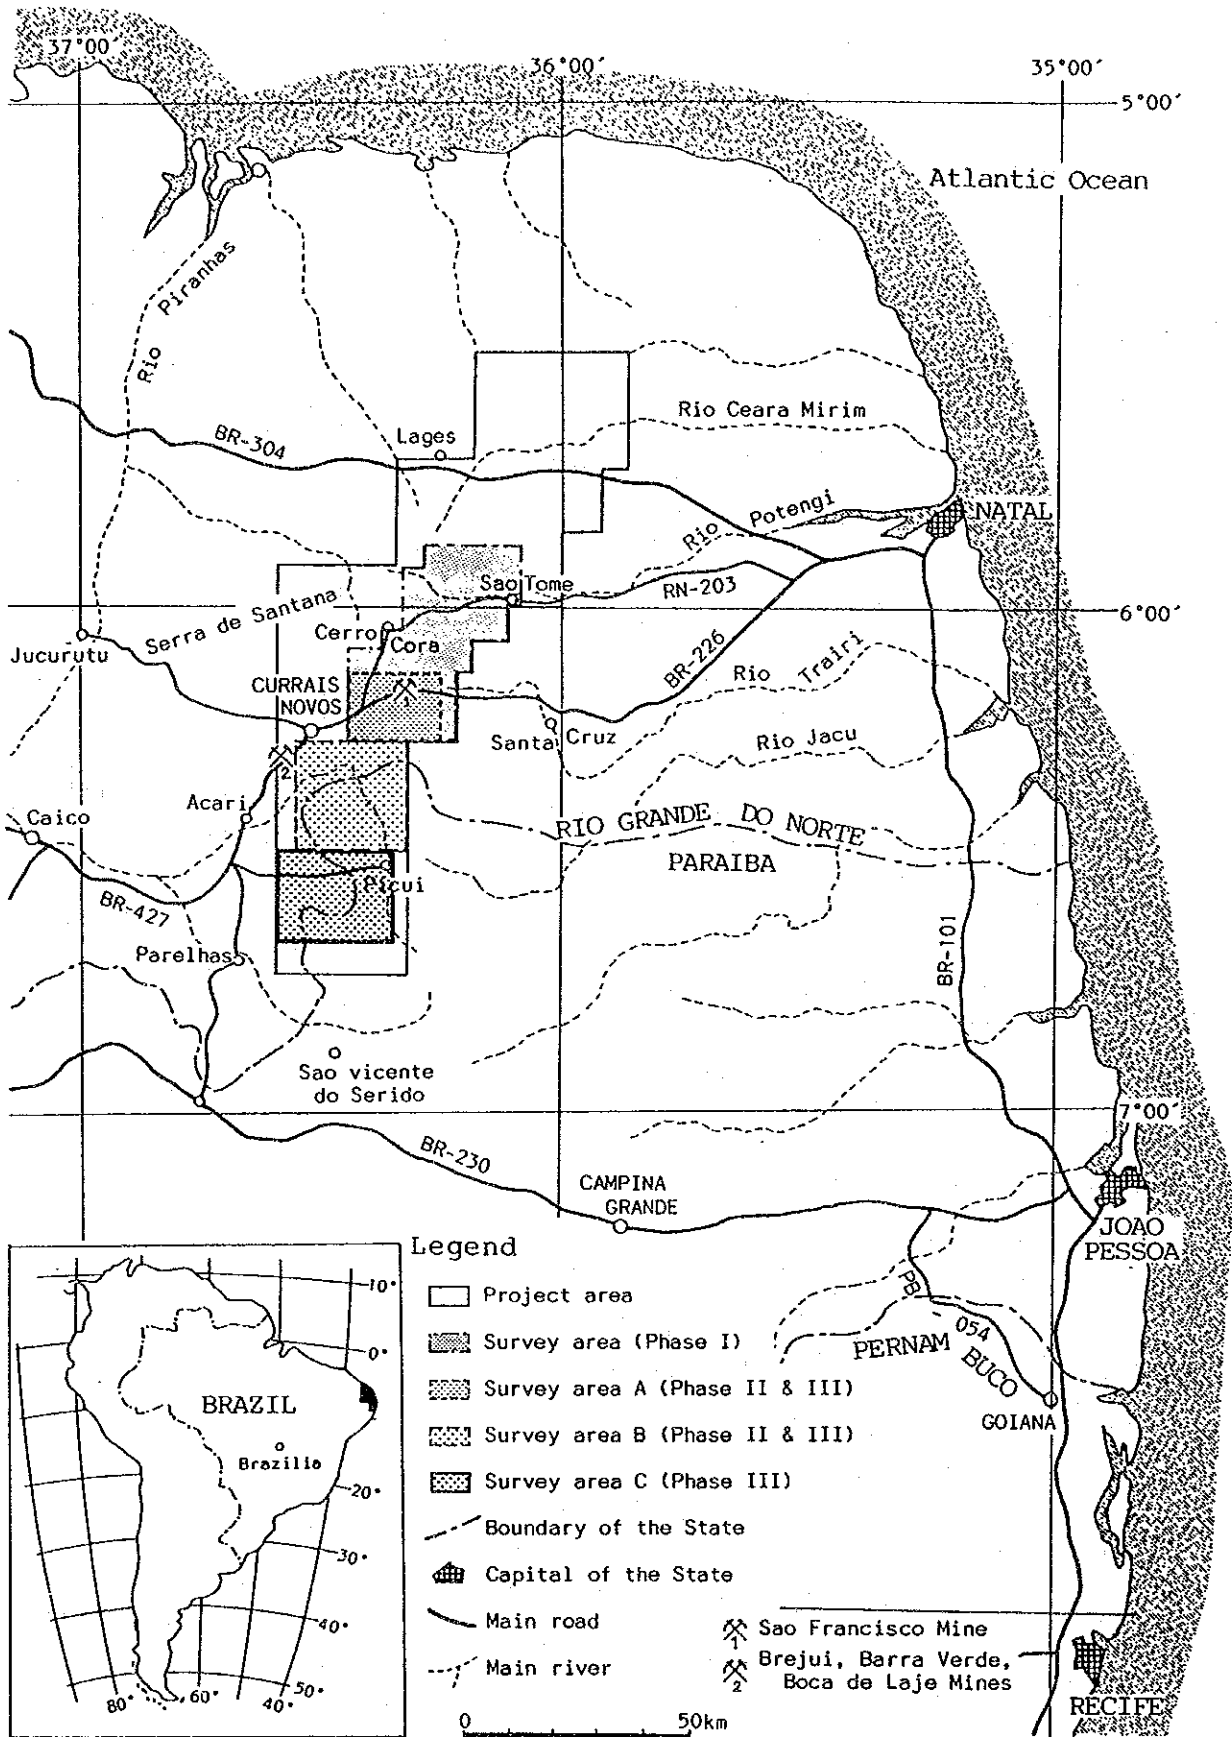 37°00′
36°00′
35°00′
5°00′
Atlantic Ocean
Rio Piranhas
Rio Ceara Mirim
BR-304
Lages
Rio Potengi
NATAL
Sao Tome
RN-203
Serra de Santana
6°00′
Cerro Cora
Jucurutu
BR-226
Rio Trairi
CURRAIS
NOVOS
1
Santa Cruz
Rio Jacu
2
Acari
Caico
RIO GRANDE DO NORTE
PARAIBA
Picui
BR-427
BR-101
Parelhas
Sao vicente
do Serido
7°00′
BR-230
CAMPINA
GRANDE
JOAO
PESSOA
PB 054
PERNAM BUCO
GOIANA
RECIFE
10°
0°
BRAZIL
Brazilia
20°
30°
40°
50°
80°
60°
40°
Legend
Project area
Survey area (Phase I)
Survey area A (Phase II & III)
Survey area B (Phase II & III)
Survey area C (Phase III)
Boundary of the State
Capital of the State
Main road
Main river
1 Sao Francisco Mine
2 Brejui, Barra Verde,
Boca de Laje Mines
0 50km